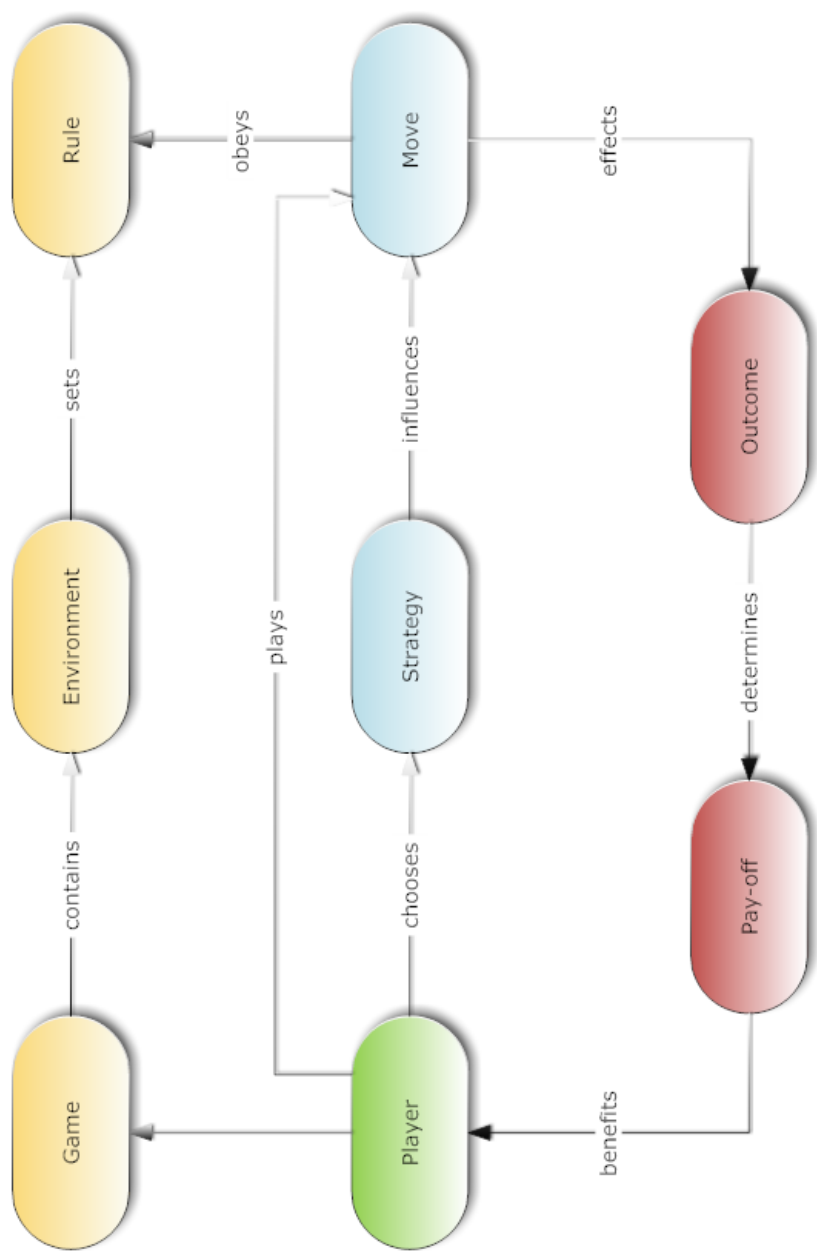 Game
contains
Environment
sets
Rule
plays
obeys
Player
chooses
Strategy
influences
Move
benefits
effects
Pay-off
determines
Outcome